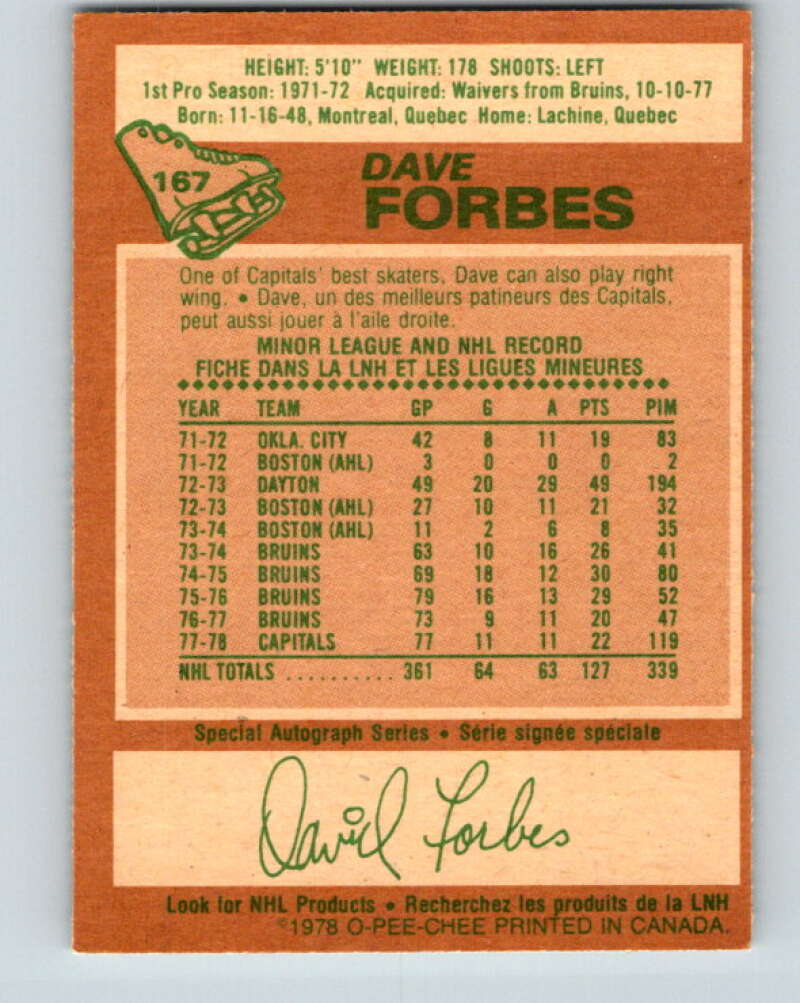 HEIGHT: 5'10" WEIGHT: 178 SHOOTS: LEFT
1st Pro Season: 1971-72 Acquired: Waivers from Bruins, 10-10-77
Born: 11-16-48, Montreal, Quebec Home: Lachine, Quebec
167
DAVE
FORBES
One of Capitals' best skaters, Dave can also play right
wing. • Dave, un des meilleurs patineurs des Capitals,
peut aussi jouer à l'aile droite.
MINOR LEAGUE AND NHL RECORD
FICHE DANS LA LNH ET LES LIGUES MINEURES
YEAR TEAM GP G A PTS PIM
71-72 OKLA. CITY 42 8 11 19 83
71-72 BOSTON (AHL) 3 0 0 0 2
72-73 DAYTON 49 20 29 49 194
72-73 BOSTON (AHL) 27 10 11 21 32
73-74 BOSTON (AHL) 11 2 6 8 35
73-74 BRUINS 63 10 16 26 41
74-75 BRUINS 69 18 12 30 80
75-76 BRUINS 79 16 13 29 52
76-77 BRUINS 73 9 11 20 47
77-78 CAPITALS 77 11 11 22 119
NHL TOTALS .......... 361 64 63 127 339
Special Autograph Series • Série signée spéciale
David Forbes
Look for NHL Products • Recherchez les produits de la LNH
©1978 O-PEE-CHEE PRINTED IN CANADA.